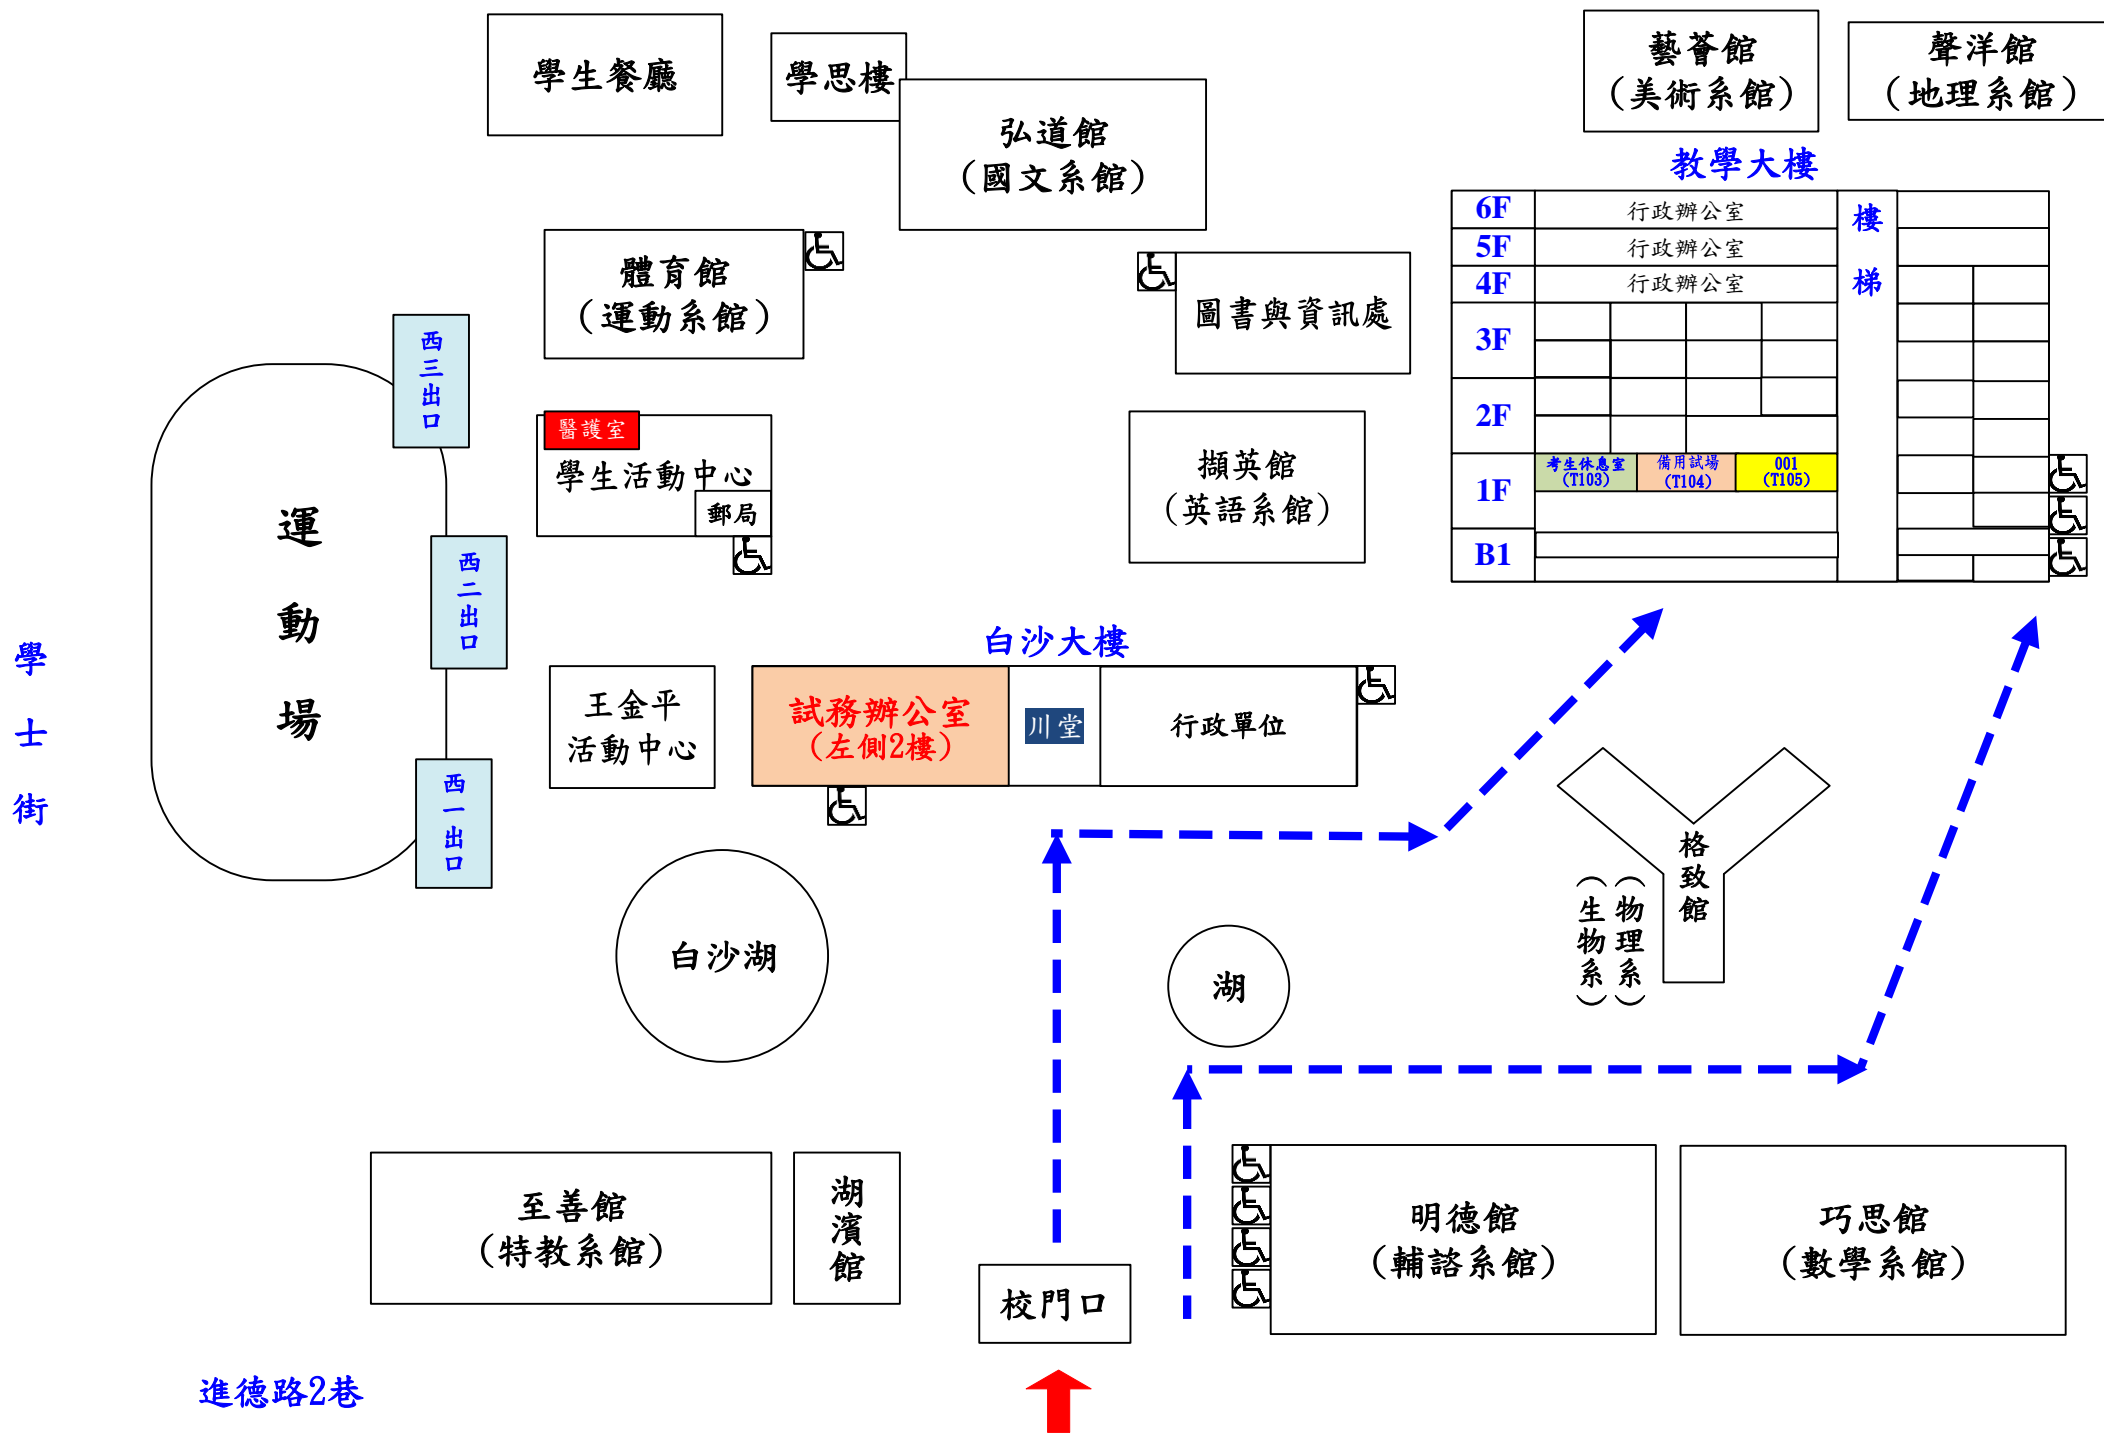 學生餐廳
學思樓
弘道館
（國文系館）
藝薈館
（美術系館）
聲洋館
（地理系館）
教學大樓
6F
行政辦公室
5F
行政辦公室
4F
行政辦公室
3F
2F
1F
B1
樓
梯
考生休息室
(T103)
備用試場
(T104)
001
(T105)
體育館
（運動系館）
圖書與資訊處
西三出口
西二出口
西一出口
運動場
學士街
醫護室
學生活動中心
郵局
擷英館
（英語系館）
白沙大樓
王金平
活動中心
試務辦公室
（左側2樓）
川堂
行政單位
格致館
（物理系）
（生物系）
白沙湖
湖
至善館
（特教系館）
湖濱館
校門口
明德館
（輔諮系館）
巧思館
（數學系館）
進德路2巷